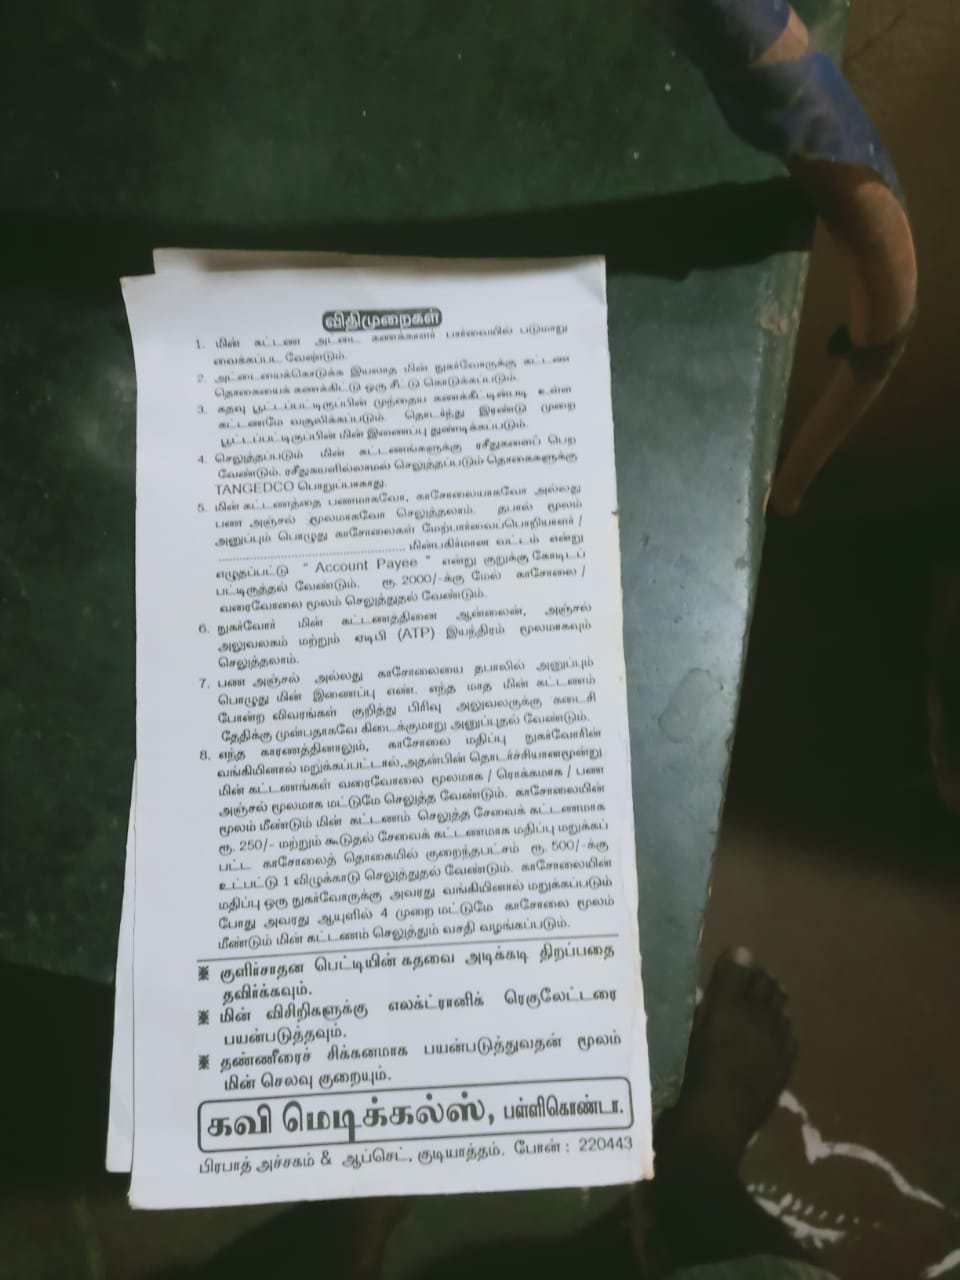 விதிமுறைகள்
1. மின் கட்டண அட்டை கணக்காளர் பார்வையில் படுமாறு
வைக்கப்பட வேண்டும்.
2. அட்டையைக்கொடுக்க இயலாத மின் நுகர்வோருக்கு கட்டண
தொகையைக் கணக்கிட்டு ஒரு சீட்டு கொடுக்கப்படும்.
3. கதவு பூட்டப்பட்டிருப்பின் முந்தைய கணக்கீட்டின்படி உள்ள
கட்டணமே வசூலிக்கப்படும். தொடர்ந்து இரண்டு முறை
பூட்டப்பட்டிருப்பின் மின் இணைப்பு துண்டிக்கப்படும்.
4. செலுத்தப்படும் மின் கட்டணங்களுக்கு ரசீதுகளைப் பெற
வேண்டும். ரசீதுகளில்லாமல் செலுத்தப்படும் தொகைகளுக்கு
TANGEDCO பொறுப்பாகாது.
5. மின் கட்டணத்தை பணமாகவோ, காசோலையாகவோ அல்லது
பண அஞ்சல் மூலமாகவோ செலுத்தலாம். தபால் மூலம்
அனுப்பும் பொழுது காசோலைகள் மேற்பார்வைப்பொறியாளர் /
........................................ மின்பகிர்மான வட்டம் என்று
எழுதப்பட்டு " Account Payee " என்று குறுக்கு கோடிடப்
பட்டிருத்தல் வேண்டும். ரூ. 2000/-க்கு மேல் காசோலை /
வரைவோலை மூலம் செலுத்துதல் வேண்டும்.
6. நுகர்வோர் மின் கட்டணத்தினை ஆன்லைன், அஞ்சல்
அலுவலகம் மற்றும் ஏடிபி (ATP) இயந்திரம் மூலமாகவும்
செலுத்தலாம்.
7. பண அஞ்சல் அல்லது காசோலையை தபாலில் அனுப்பும்
பொழுது மின் இணைப்பு எண். எந்த மாத மின் கட்டணம்
போன்ற விவரங்கள் குறித்து பிரிவு அலுவலருக்கு கடைசி
தேதிக்கு முன்பதாகவே கிடைக்குமாறு அனுப்புதல் வேண்டும்.
8. எந்த காரணத்தினாலும், காசோலை மதிப்பு நுகர்வோரின்
வங்கியினால் மறுக்கப்பட்டால்,அதன்பின் தொடர்ச்சியானமூன்று
மின் கட்டணங்கள் வரைவோலை மூலமாக / ரொக்கமாக / பண
அஞ்சல் மூலமாக மட்டுமே செலுத்த வேண்டும். காசோலையின்
மூலம் மீண்டும் மின் கட்டணம் செலுத்த சேவைக் கட்டணமாக
ரூ. 250/- மற்றும் கூடுதல் சேவைக் கட்டணமாக மதிப்பு மறுக்கப்
பட்ட காசோலைத் தொகையில் குறைந்தபட்சம் ரூ. 500/-க்கு
உட்பட்டு 1 விழுக்காடு செலுத்துதல் வேண்டும். காசோலையின்
மதிப்பு ஒரு நுகர்வோருக்கு அவரது வங்கியினால் மறுக்கப்படும்
போது அவரது ஆயுளில் 4 முறை மட்டுமே காசோலை மூலம்
மீண்டும் மின் கட்டணம் செலுத்தும் வசதி வழங்கப்படும்.
※ குளிர்சாதன பெட்டியின் கதவை அடிக்கடி திறப்பதை
தவிர்க்கவும்.
※ மின் விசிறிகளுக்கு எலக்ட்ரானிக் ரெகுலேட்டரை
பயன்படுத்தவும்.
※ தண்ணீரைச் சிக்கனமாக பயன்படுத்துவதன் மூலம்
மின் செலவு குறையும்.
கவி மெடிக்கல்ஸ், பள்ளிகொண்டா.
பிரபாத் அச்சகம் & ஆப்செட், குடியாத்தம். போன் : 220443